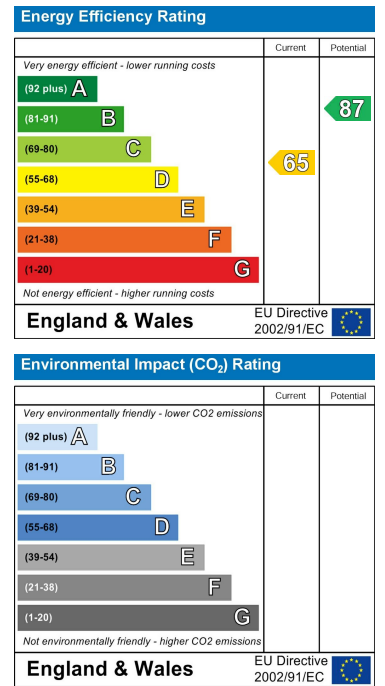 Energy Efficiency Rating
Current Potential
Very energy efficient - lower running costs
(92 plus) A
(81-91) B
87
(69-80) C
65
(55-68) D
(39-54) E
(21-38) F
(1-20) G
Not energy efficient - higher running costs
England & Wales
EU Directive
2002/91/EC
Environmental Impact (CO₂) Rating
Current Potential
Very environmentally friendly - lower CO2 emissions
(92 plus) A
(81-91) B
(69-80) C
(55-68) D
(39-54) E
(21-38) F
(1-20) G
Not environmentally friendly - higher CO2 emissions
England & Wales
EU Directive
2002/91/EC